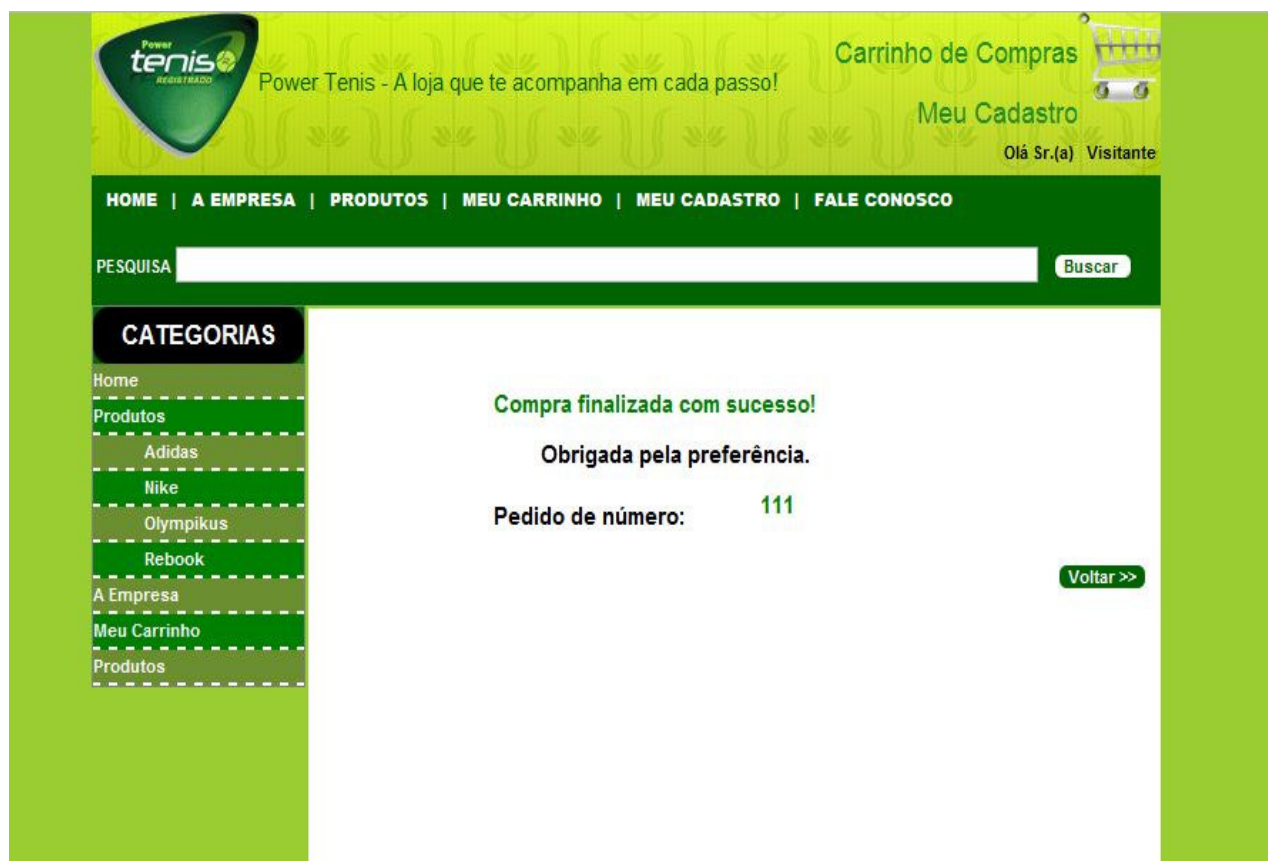 Power
tenis
REGISTRADO
Power Tenis - A loja que te acompanha em cada passo!
Carrinho de Compras
Meu Cadastro
Olá Sr.(a) Visitante
HOME | A EMPRESA | PRODUTOS | MEU CARRINHO | MEU CADASTRO | FALE CONOSCO
PESQUISA Buscar
CATEGORIAS
Home
Produtos
Adidas
Nike
Olympikus
Rebook
A Empresa
Meu Carrinho
Produtos
Compra finalizada com sucesso!
Obrigada pela preferência.
Pedido de número: 111
Voltar >>